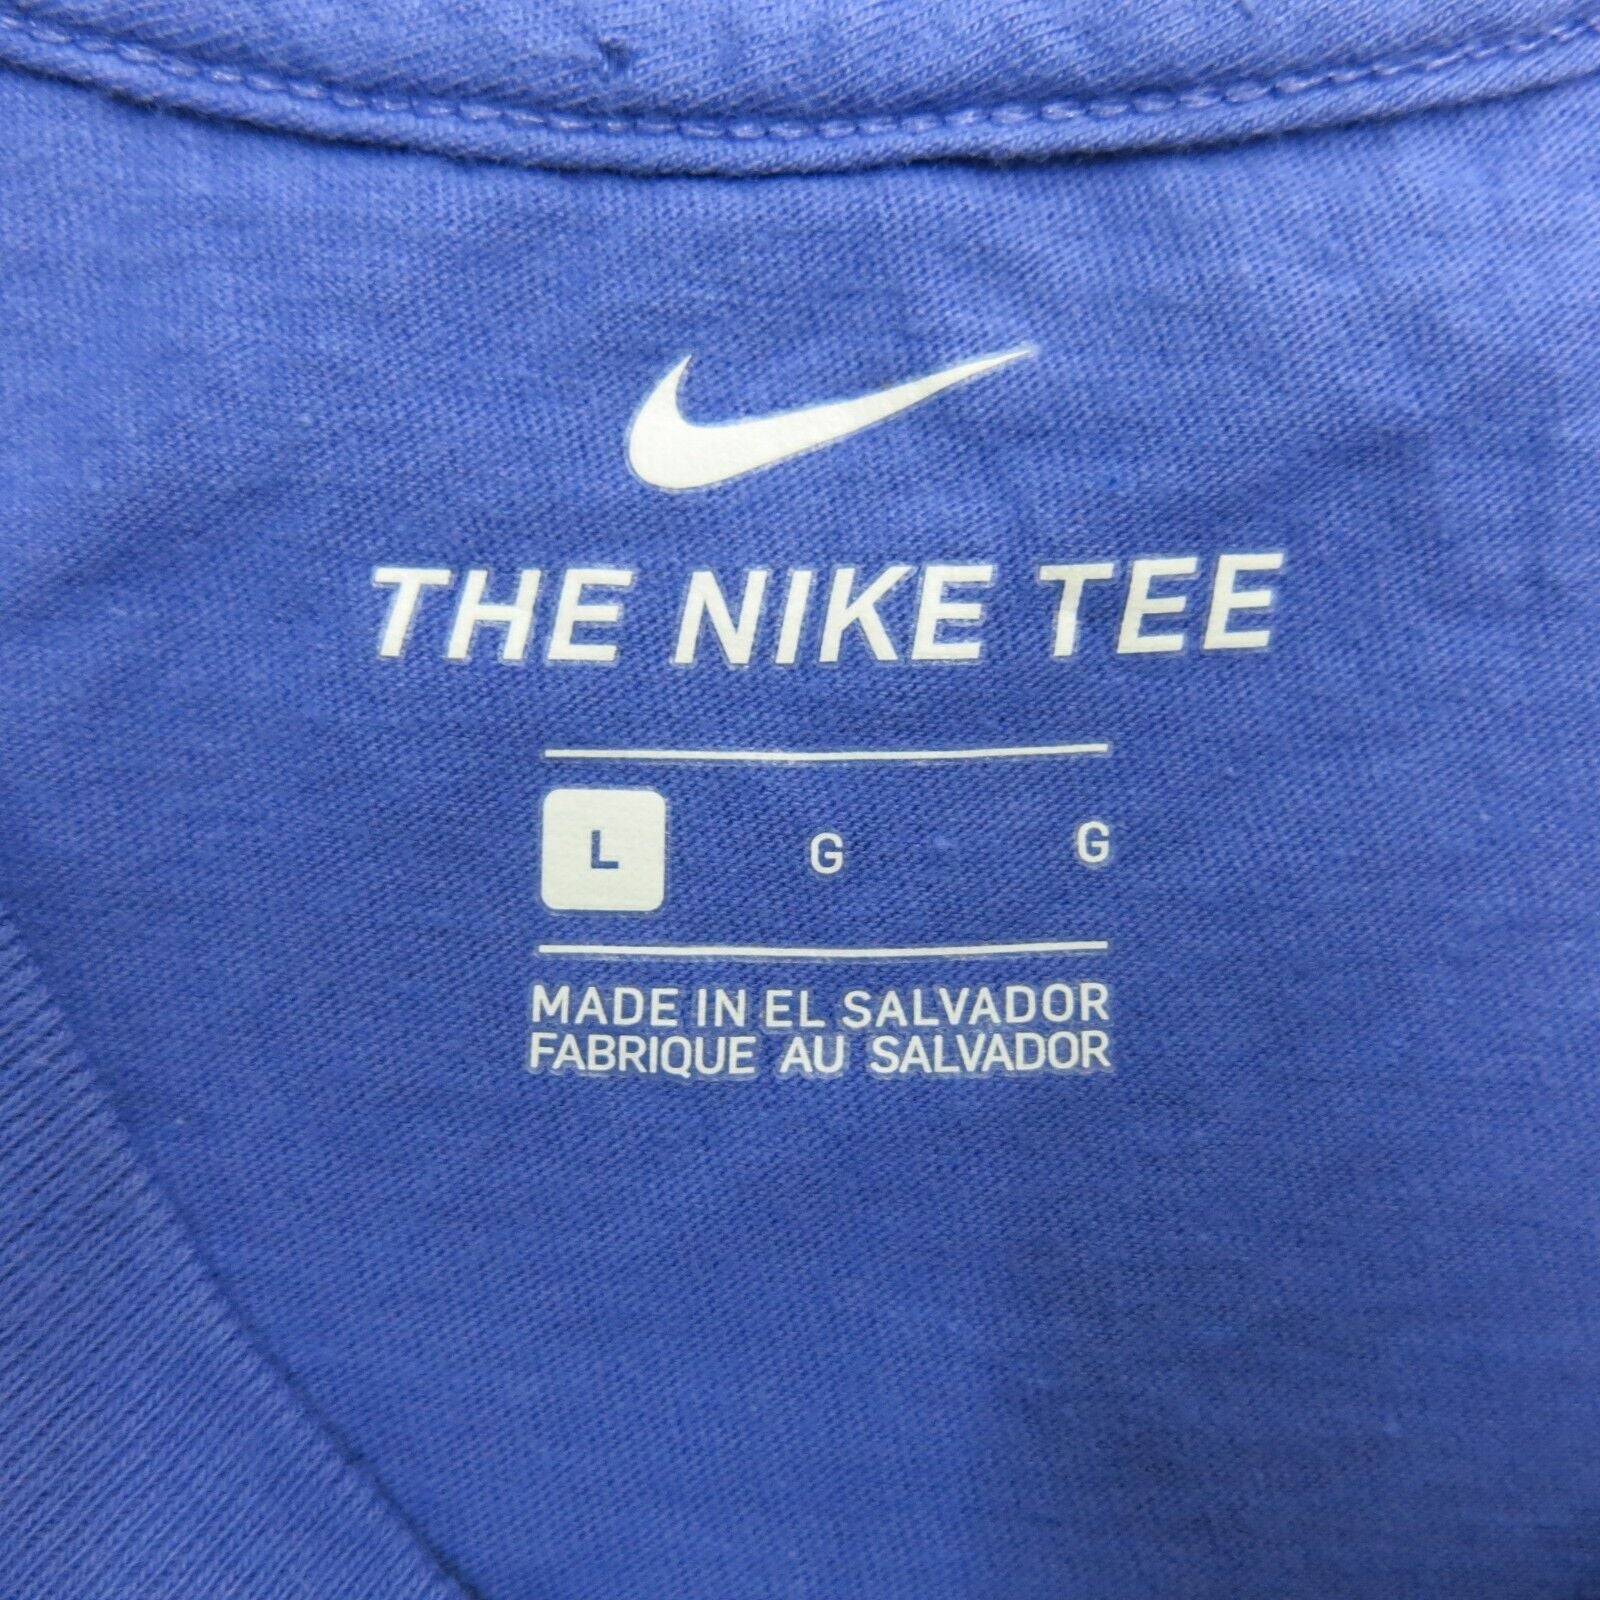 THE NIKE TEE
L G G
MADE IN EL SALVADOR
FABRIQUE AU SALVADOR